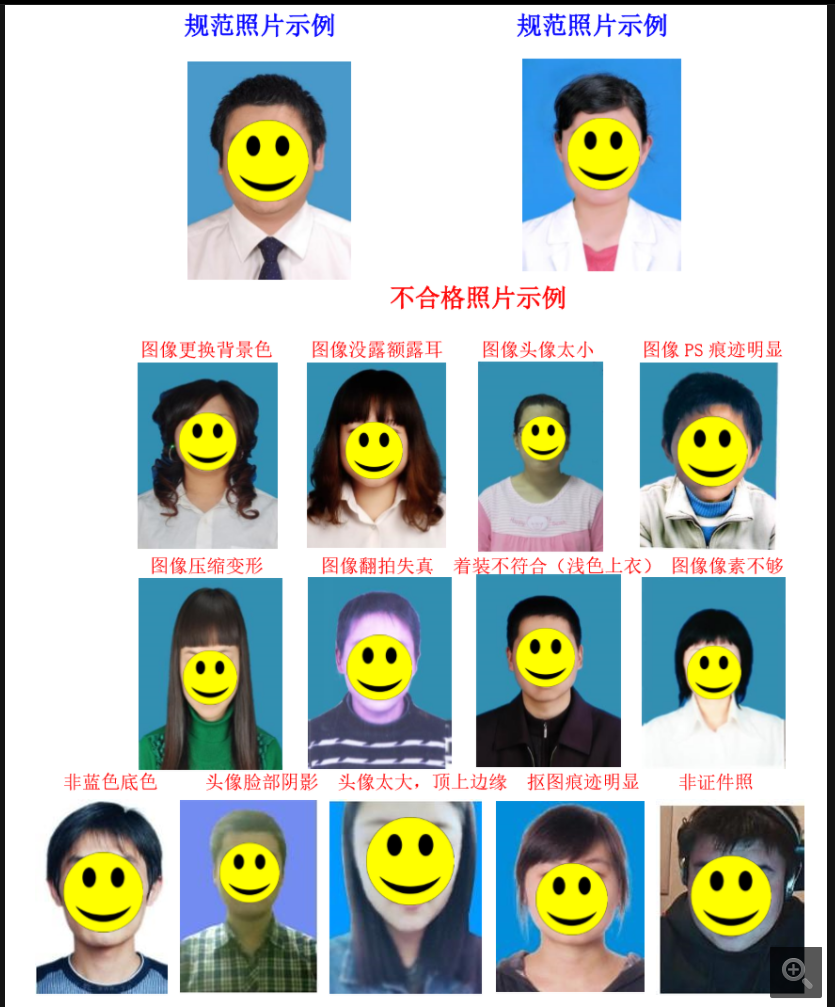 规范照片示例 规范照片示例
不合格照片示例
图像更换背景色 图像没露额露耳 图像头像太小 图像 PS 痕迹明显
图像压缩变形 图像翻拍失真 着装不符合（浅色上衣） 图像像素不够
非蓝色底色 头像脸部阴影 头像太大，顶上边缘 抠图痕迹明显 非证件照